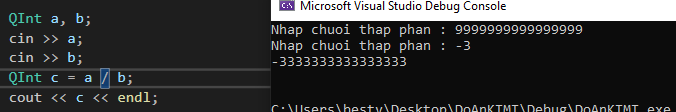 QInt a, b;
cin >> a;
cin >> b;
QInt c = a / b;
cout << c << endl;
Microsoft Visual Studio Debug Console
Nhap chuoi thap phan : 9999999999999999
Nhap chuoi thap phan : -3
-3333333333333333
C:\Users\hesty\Desktop\DoAnKTMT\Debug\DoAnKTMT.exe